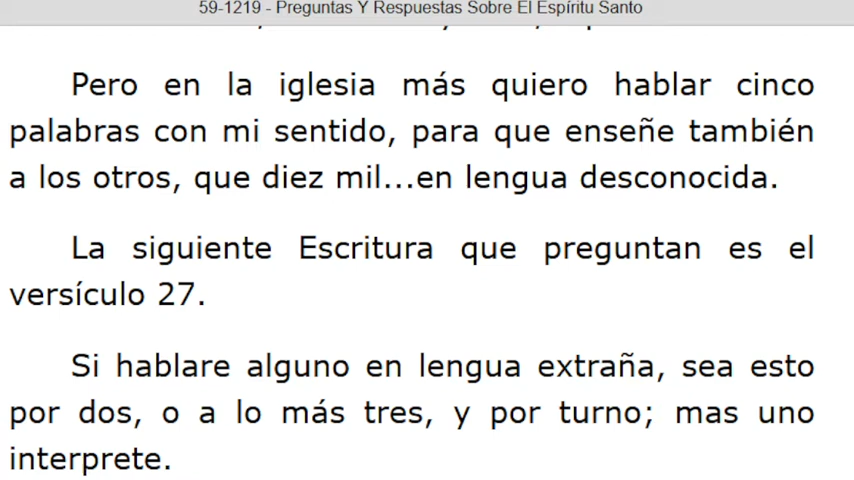 59-1219 - Preguntas Y Respuestas Sobre El Espíritu Santo
Pero en la iglesia más quiero hablar cinco
palabras con mi sentido, para que enseñe también
a los otros, que diez mil...en lengua desconocida.
La siguiente Escritura que preguntan es el
versículo 27.
Si hablare alguno en lengua extraña, sea esto
por dos, o a lo más tres, y por turno; mas uno
interprete.